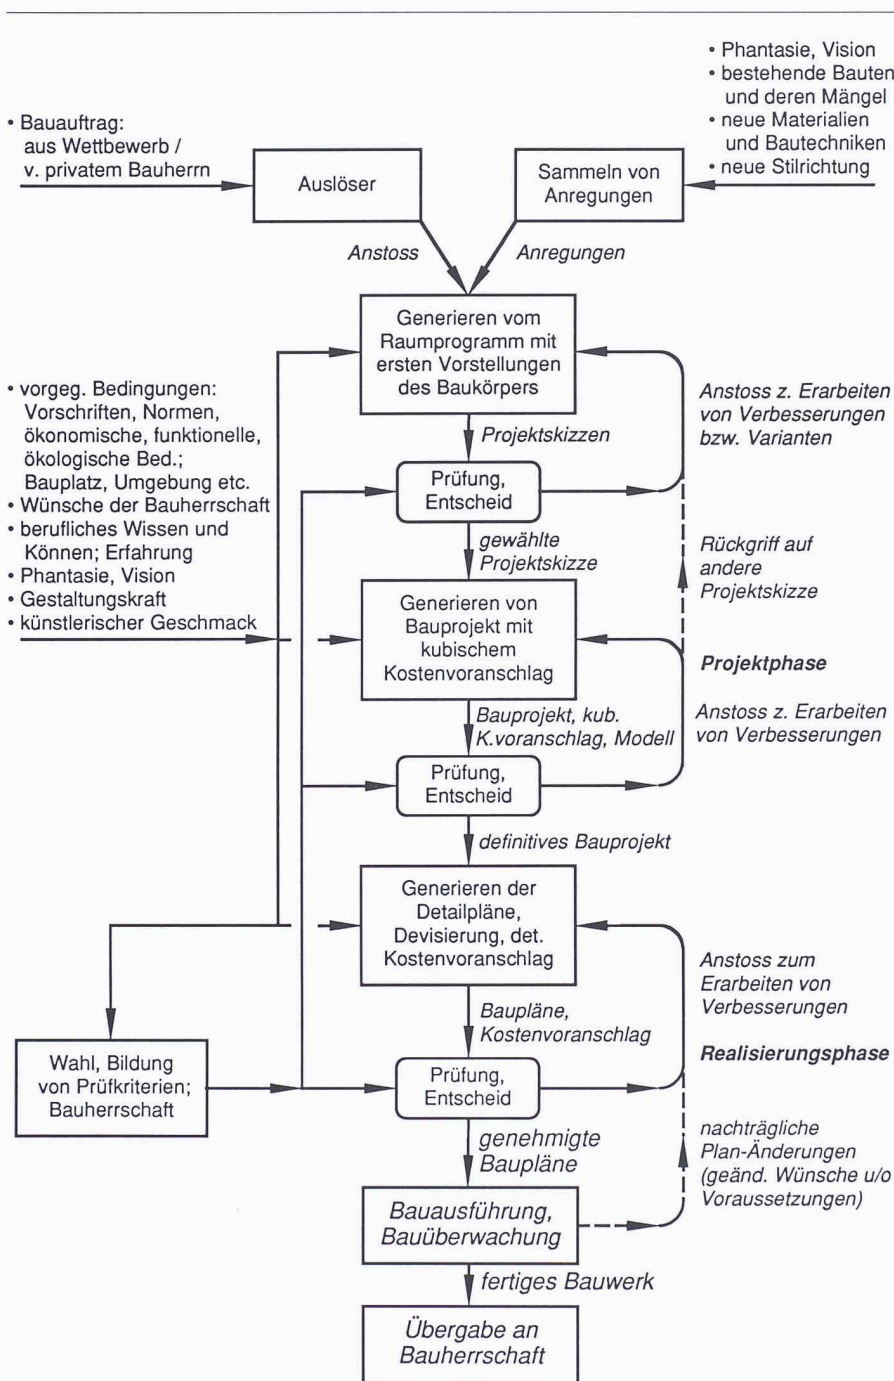 • Phantasie, Vision
• bestehende Bauten
und deren Mängel
• neue Materialien
und Bautechniken
• neue Stilrichtung
• Bauauftrag:
aus Wettbewerb /
v. privatem Bauherrn
Auslöser
Sammeln von
Anregungen
Anstoss
Anregungen
Generieren vom
Raumprogramm mit
ersten Vorstellungen
des Baukörpers
• vorgeg. Bedingungen:
Vorschriften, Normen,
ökonomische, funktionelle,
ökologische Bed.;
Bauplatz, Umgebung etc.
• Wünsche der Bauherrschaft
• berufliches Wissen und
Können; Erfahrung
• Phantasie, Vision
• Gestaltungskraft
• künstlerischer Geschmack
Anstoss z. Erarbeiten
von Verbesserungen
bzw. Varianten
Projektskizzen
Prüfung,
Entscheid
gewählte
Projektskizze
Rückgriff auf
andere
Projektskizze
Generieren von
Bauprojekt mit
kubischem
Kostenvoranschlag
Projektphase
Bauprojekt, kub.
K.voranschlag, Modell
Anstoss z. Erarbeiten
von Verbesserungen
Prüfung,
Entscheid
definitives Bauprojekt
Generieren der
Detailpläne,
Devisierung, det.
Kostenvoranschlag
Anstoss zum
Erarbeiten von
Verbesserungen
Baupläne,
Kostenvoranschlag
Realisierungsphase
Wahl, Bildung
von Prüfkriterien;
Bauherrschaft
Prüfung,
Entscheid
genehmigte
Baupläne
nachträgliche
Plan-Änderungen
(geänd. Wünsche u/o
Voraussetzungen)
Bauausführung,
Bauüberwachung
fertiges Bauwerk
Übergabe an
Bauherrschaft